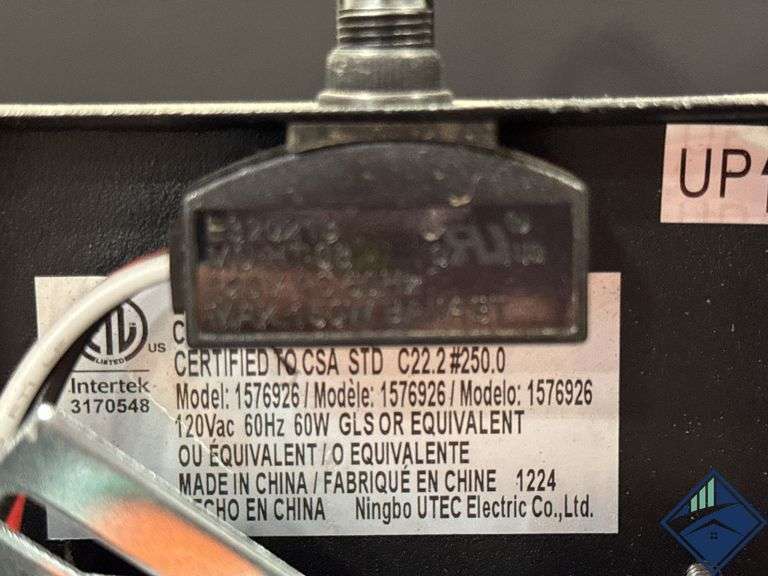 UP
ETL
LISTED
US
Intertek
3170548
CERTIFIED TO CSA STD C22.2 #250.0
Model: 1576926 / Modèle: 1576926 / Modelo: 1576926
120Vac 60Hz 60W GLS OR EQUIVALENT
OU ÉQUIVALENT / O EQUIVALENTE
MADE IN CHINA / FABRIQUÉ EN CHINE 1224
ECHO EN CHINA Ningbo UTEC Electric Co.,Ltd.